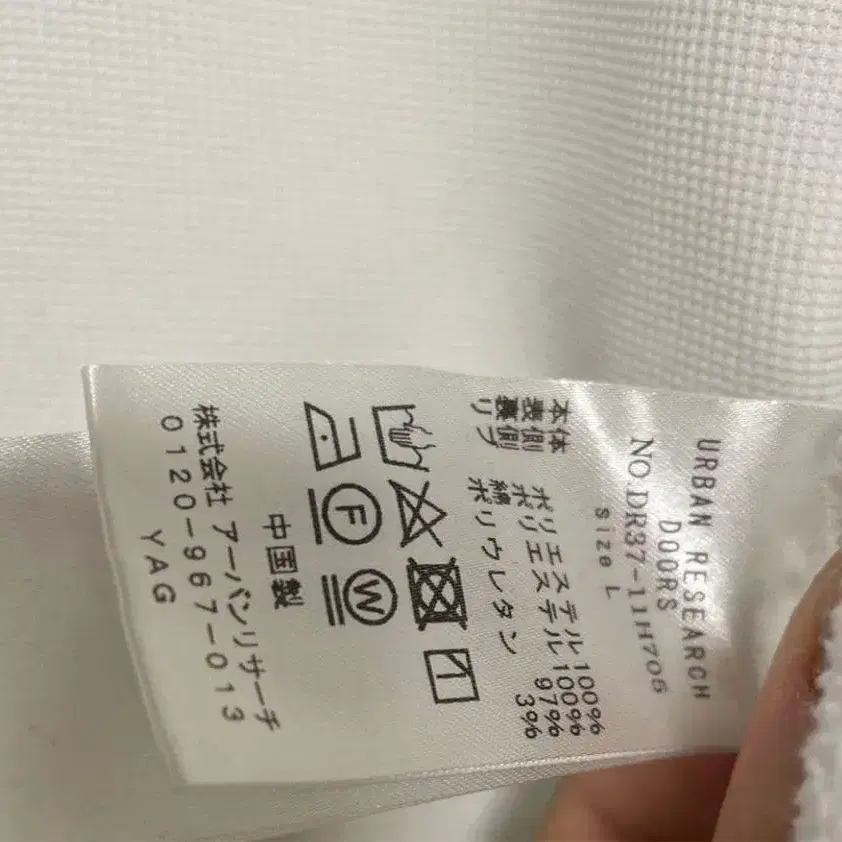 URBAN RESEARCH
DOORS
NO.DR37-11H705
size L
本体
表側 ポリエステル100%
裏側 ポリエステル100%
リブ 綿 97%
ポリウレタン 3%
F W
中国製
株式会社 アーバンリサーチ
0120-967-013
YAG